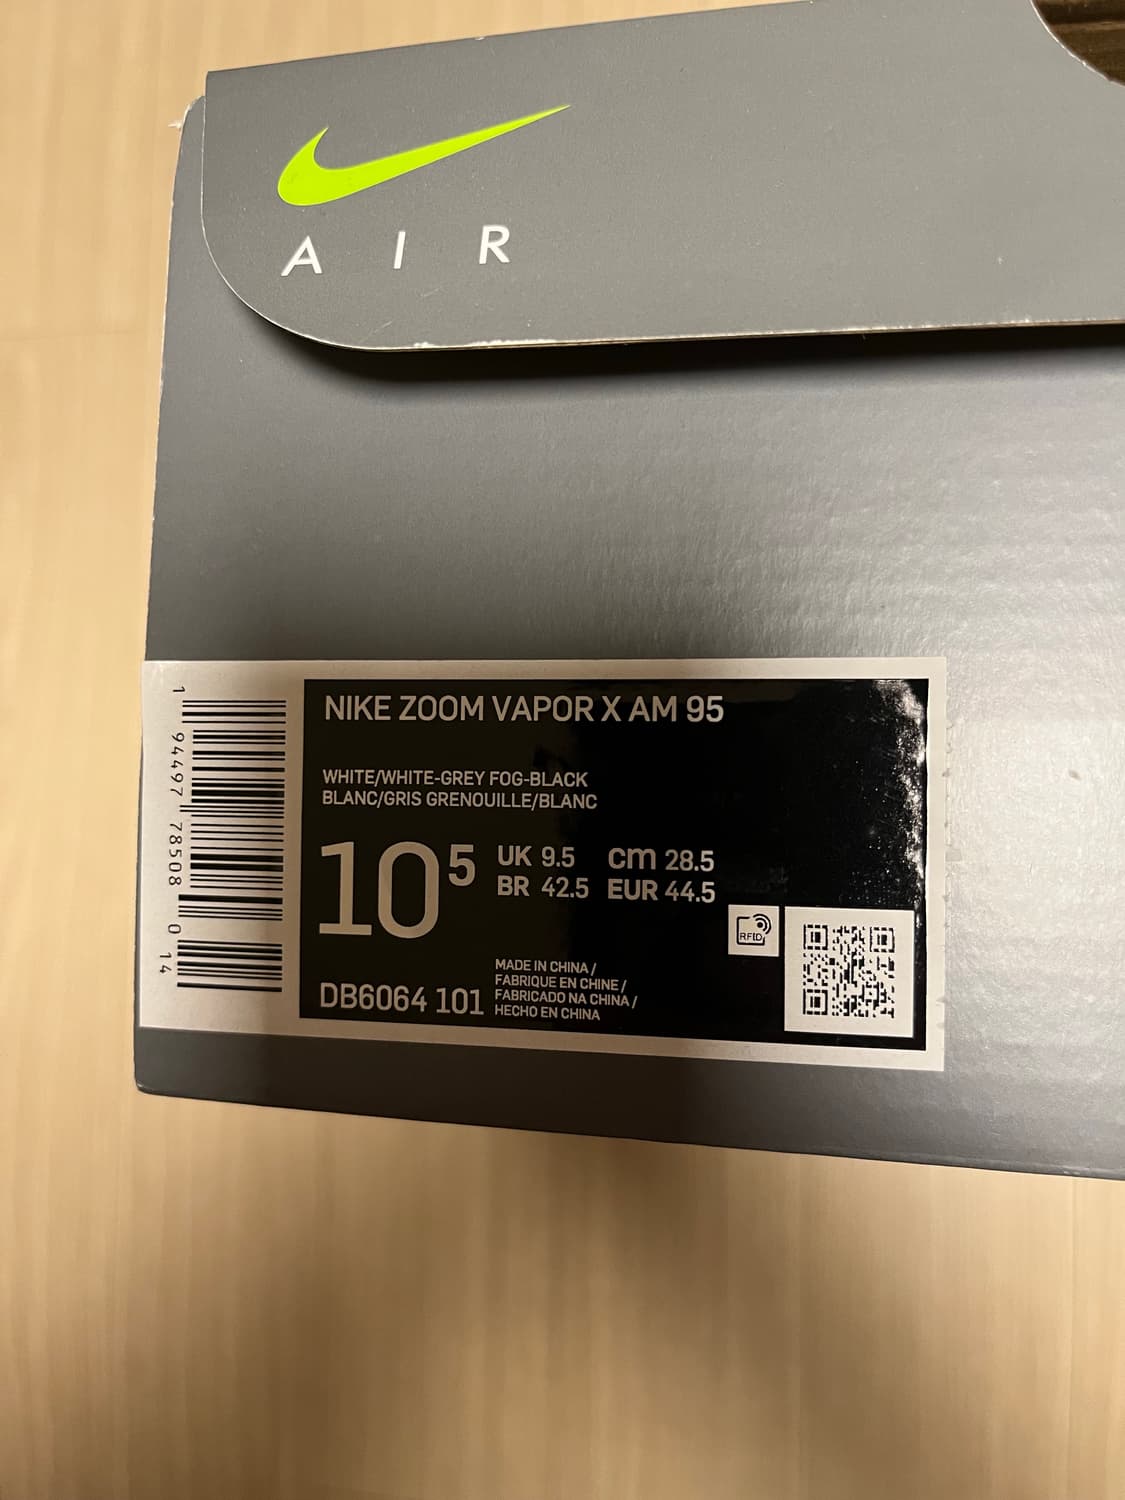 AIR
NIKE ZOOM VAPOR X AM 95
WHITE/WHITE-GREY FOG-BLACK
BLANC/GRIS GRENOUILLE/BLANC
10 5
UK 9.5 cm 28.5
BR 42.5 EUR 44.5
RFID
MADE IN CHINA /
FABRIQUE EN CHINE /
FABRICADO NA CHINA /
HECHO EN CHINA
DB6064 101
1 94497 78508 0 14